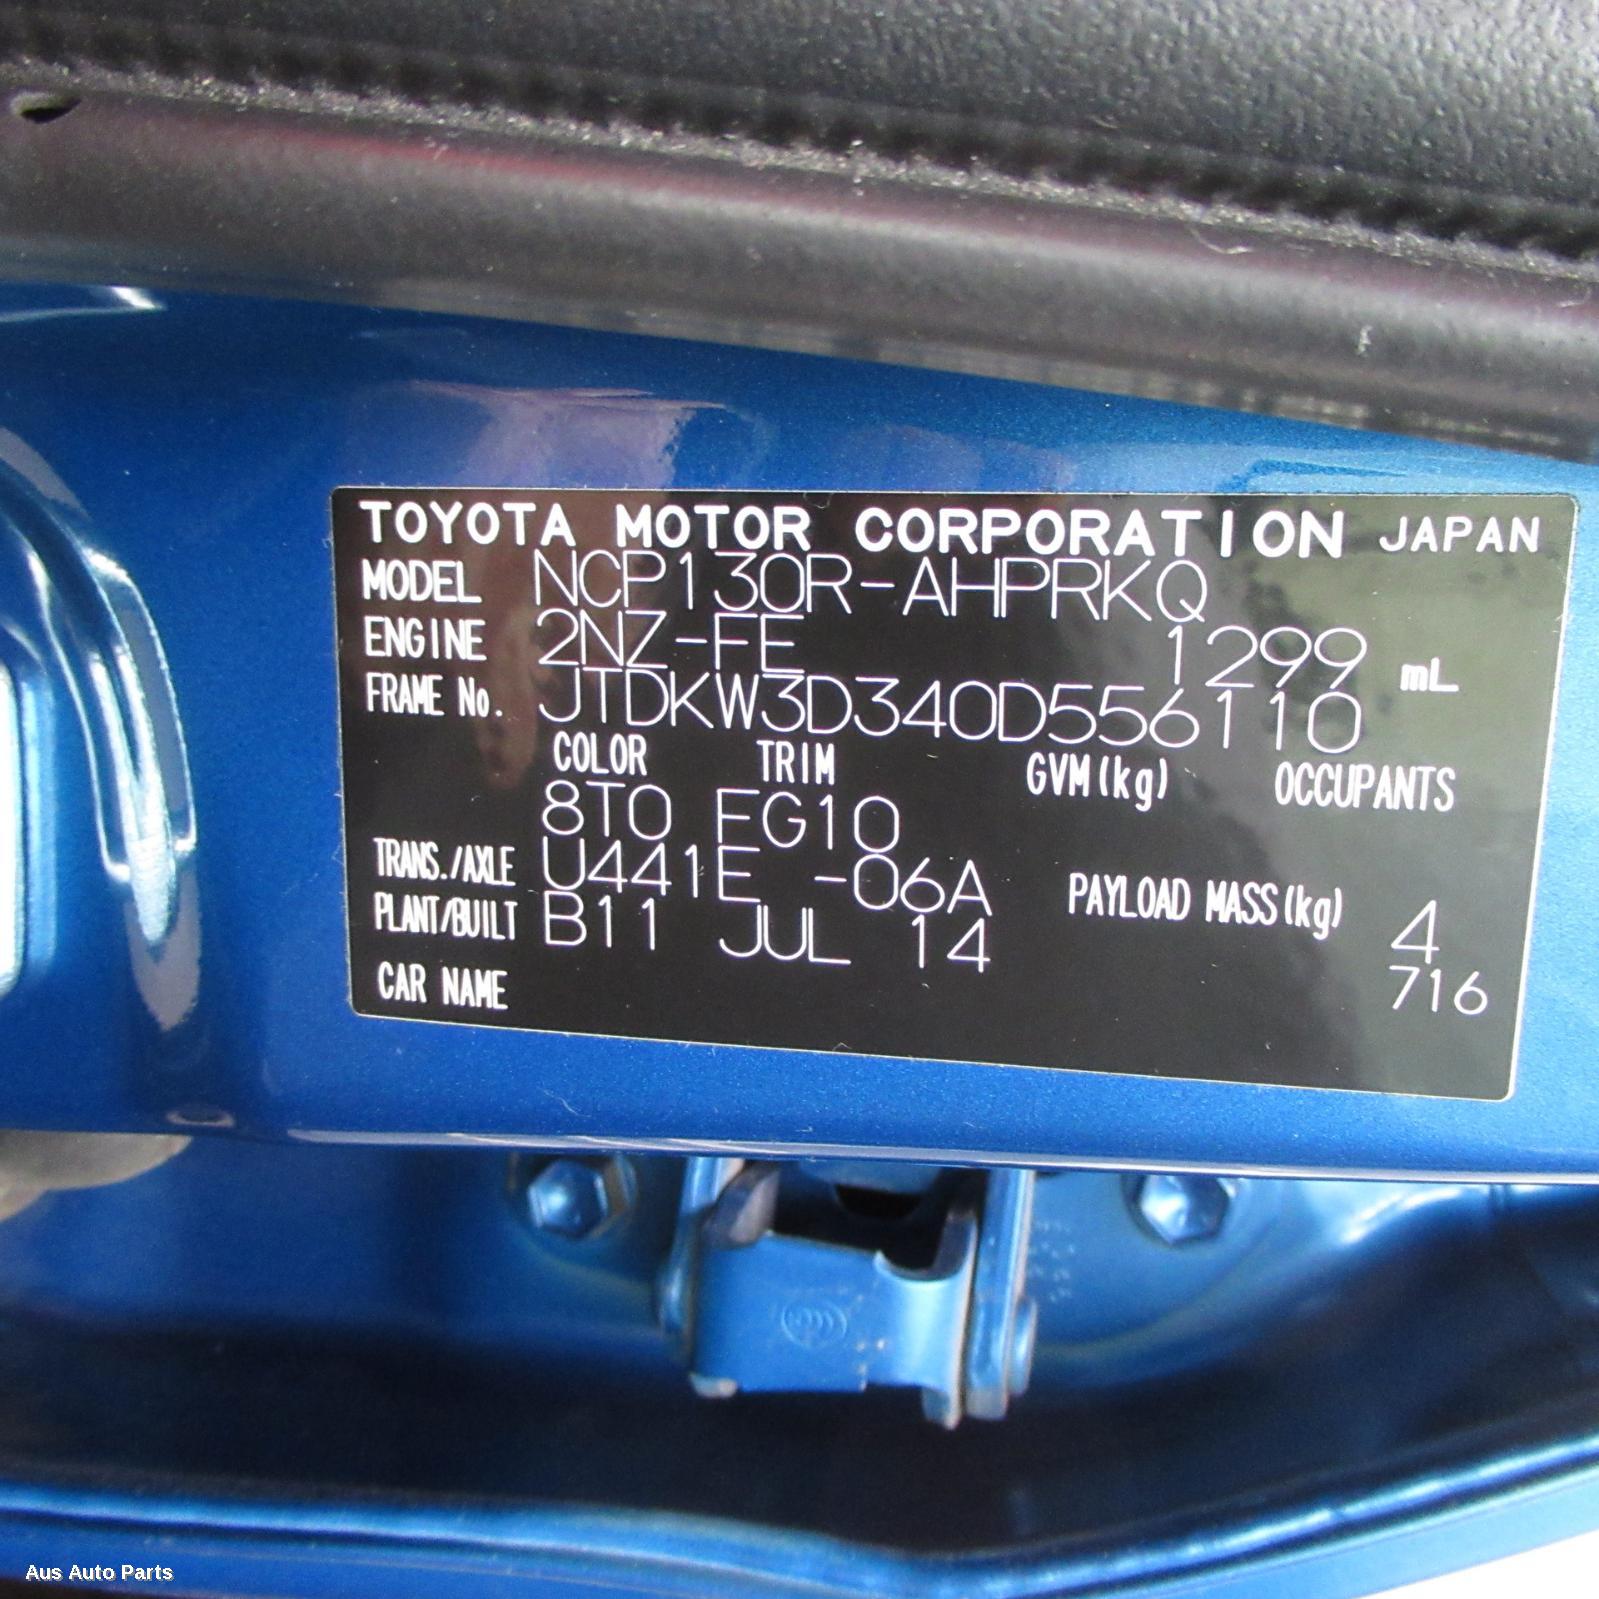 TOYOTA MOTOR CORPORATION JAPAN
MODEL NCP130R-AHPRKQ
ENGINE 2NZ-FE 1299 mL
FRAME No. JTDKW3D340D556110
COLOR TRIM GVM(kg) OCCUPANTS
8T0 FG10
TRANS./AXLE U441E -06A PAYLOAD MASS(kg) 4
PLANT/BUILT B11 JUL 14 716
CAR NAME
Aus Auto Parts